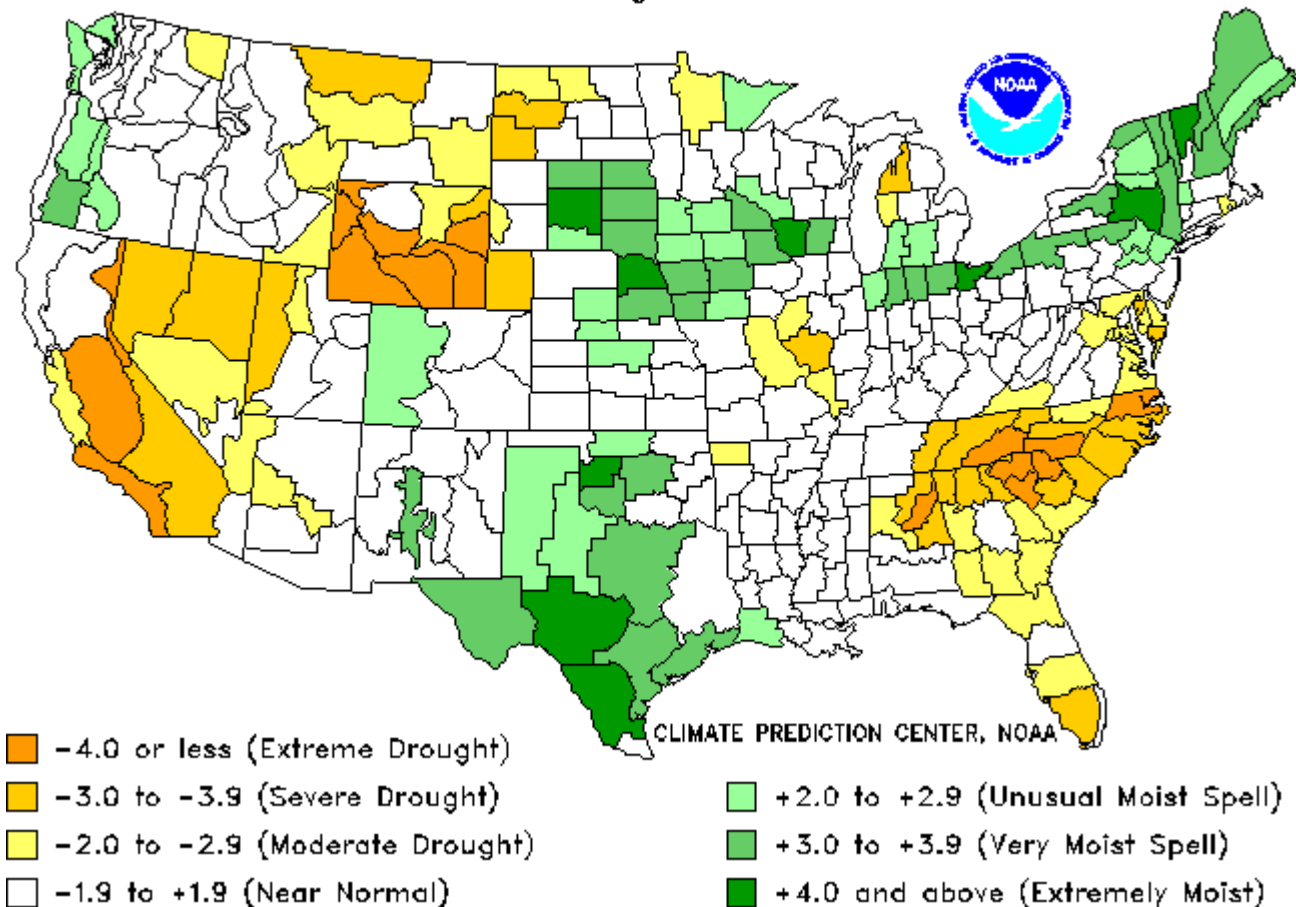 NOAA
CLIMATE PREDICTION CENTER, NOAA
-4.0 or less (Extreme Drought)
-3.0 to -3.9 (Severe Drought)
-2.0 to -2.9 (Moderate Drought)
-1.9 to +1.9 (Near Normal)
+2.0 to +2.9 (Unusual Moist Spell)
+3.0 to +3.9 (Very Moist Spell)
+4.0 and above (Extremely Moist)